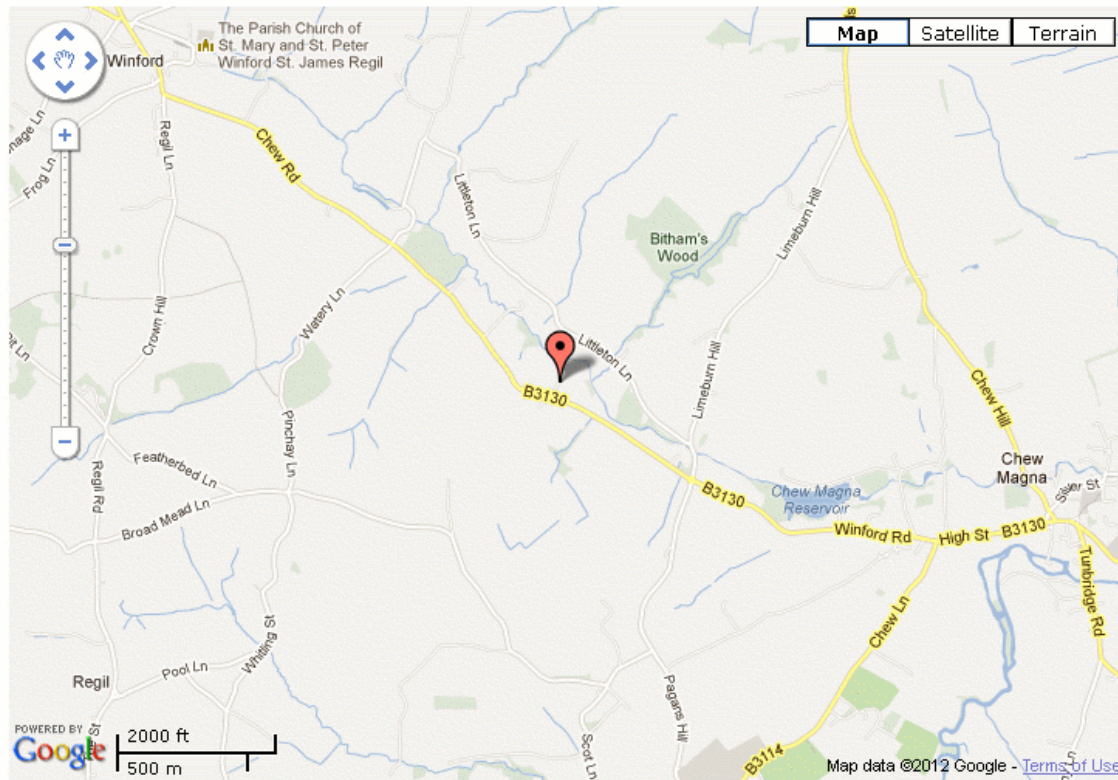 The Parish Church of
St. Mary and St. Peter
Winford St. James Regil
Winford
Map
Satellite
Terrain
Frog Ln
Regil Ln
Chew Rd
Littleton Ln
Bitham's
Wood
Limeburn Hill
Crown Hill
Watery Ln
Littleton Ln
Limeburn Hill
B3130
Chew Hill
Pinchay Ln
Featherbed Ln
Regil Rd
Broad Mead Ln
Chew
Magna
Silver St
B3130
Chew Magna
Reservoir
Winford Rd
High St
B3130
Tunbridge Rd
Chew Ln
Whiting St
Pool Ln
Regil
Pagans Hill
Scot Ln
B3114
POWERED BY
Google
St
2000 ft
500 m
Map data ©2012 Google - Terms of Use